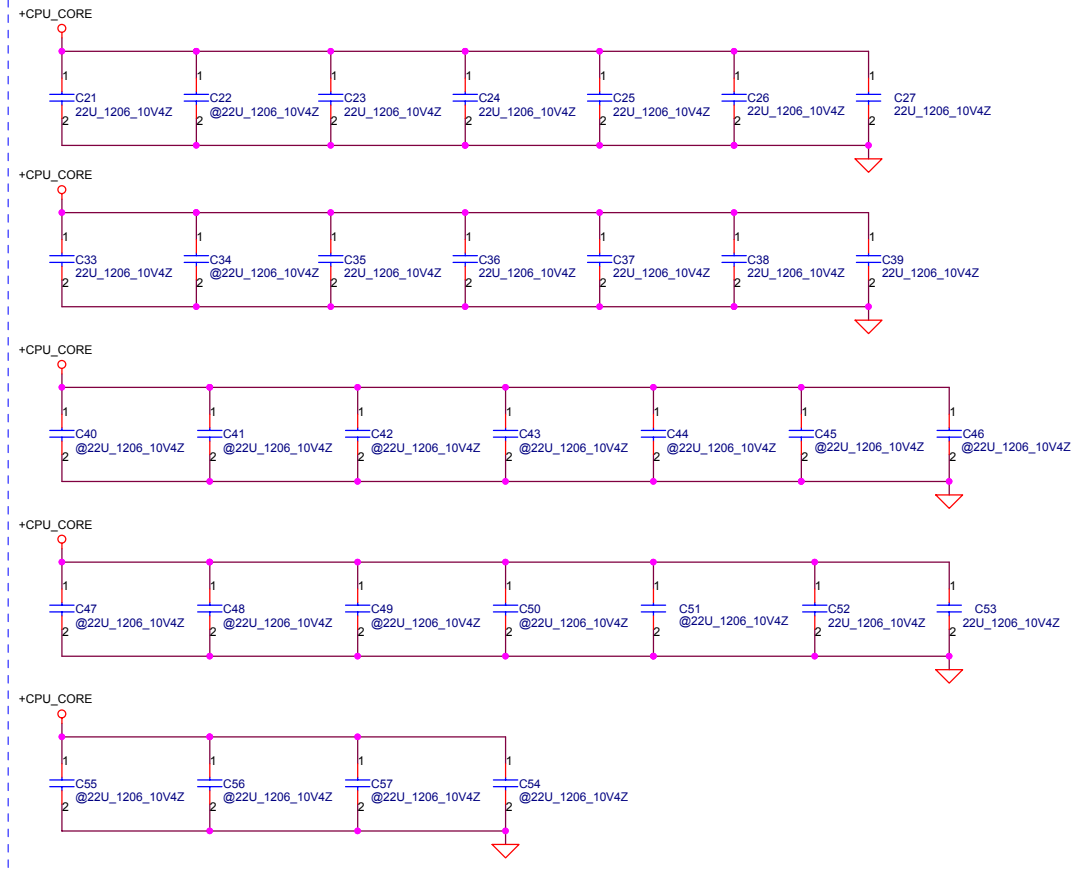 +CPU_CORE
1 1 1 1 1 1 1
C21 C22 C23 C24 C25 C26 C27
22U_1206_10V4Z @22U_1206_10V4Z 22U_1206_10V4Z 22U_1206_10V4Z 22U_1206_10V4Z 22U_1206_10V4Z 22U_1206_10V4Z
2 2 2 2 2 2 2
+CPU_CORE
1 1 1 1 1 1 1
C33 C34 C35 C36 C37 C38 C39
22U_1206_10V4Z @22U_1206_10V4Z 22U_1206_10V4Z 22U_1206_10V4Z 22U_1206_10V4Z 22U_1206_10V4Z 22U_1206_10V4Z
2 2 2 2 2 2 2
+CPU_CORE
1 1 1 1 1 1 1
C40 C41 C42 C43 C44 C45 C46
@22U_1206_10V4Z @22U_1206_10V4Z @22U_1206_10V4Z @22U_1206_10V4Z @22U_1206_10V4Z @22U_1206_10V4Z @22U_1206_10V4Z
2 2 2 2 2 2 2
+CPU_CORE
1 1 1 1 1 1 1
C47 C48 C49 C50 C51 C52 C53
@22U_1206_10V4Z @22U_1206_10V4Z @22U_1206_10V4Z @22U_1206_10V4Z @22U_1206_10V4Z 22U_1206_10V4Z 22U_1206_10V4Z
2 2 2 2 2 2 2
+CPU_CORE
1 1 1 1
C55 C56 C57 C54
@22U_1206_10V4Z @22U_1206_10V4Z @22U_1206_10V4Z @22U_1206_10V4Z
2 2 2 2